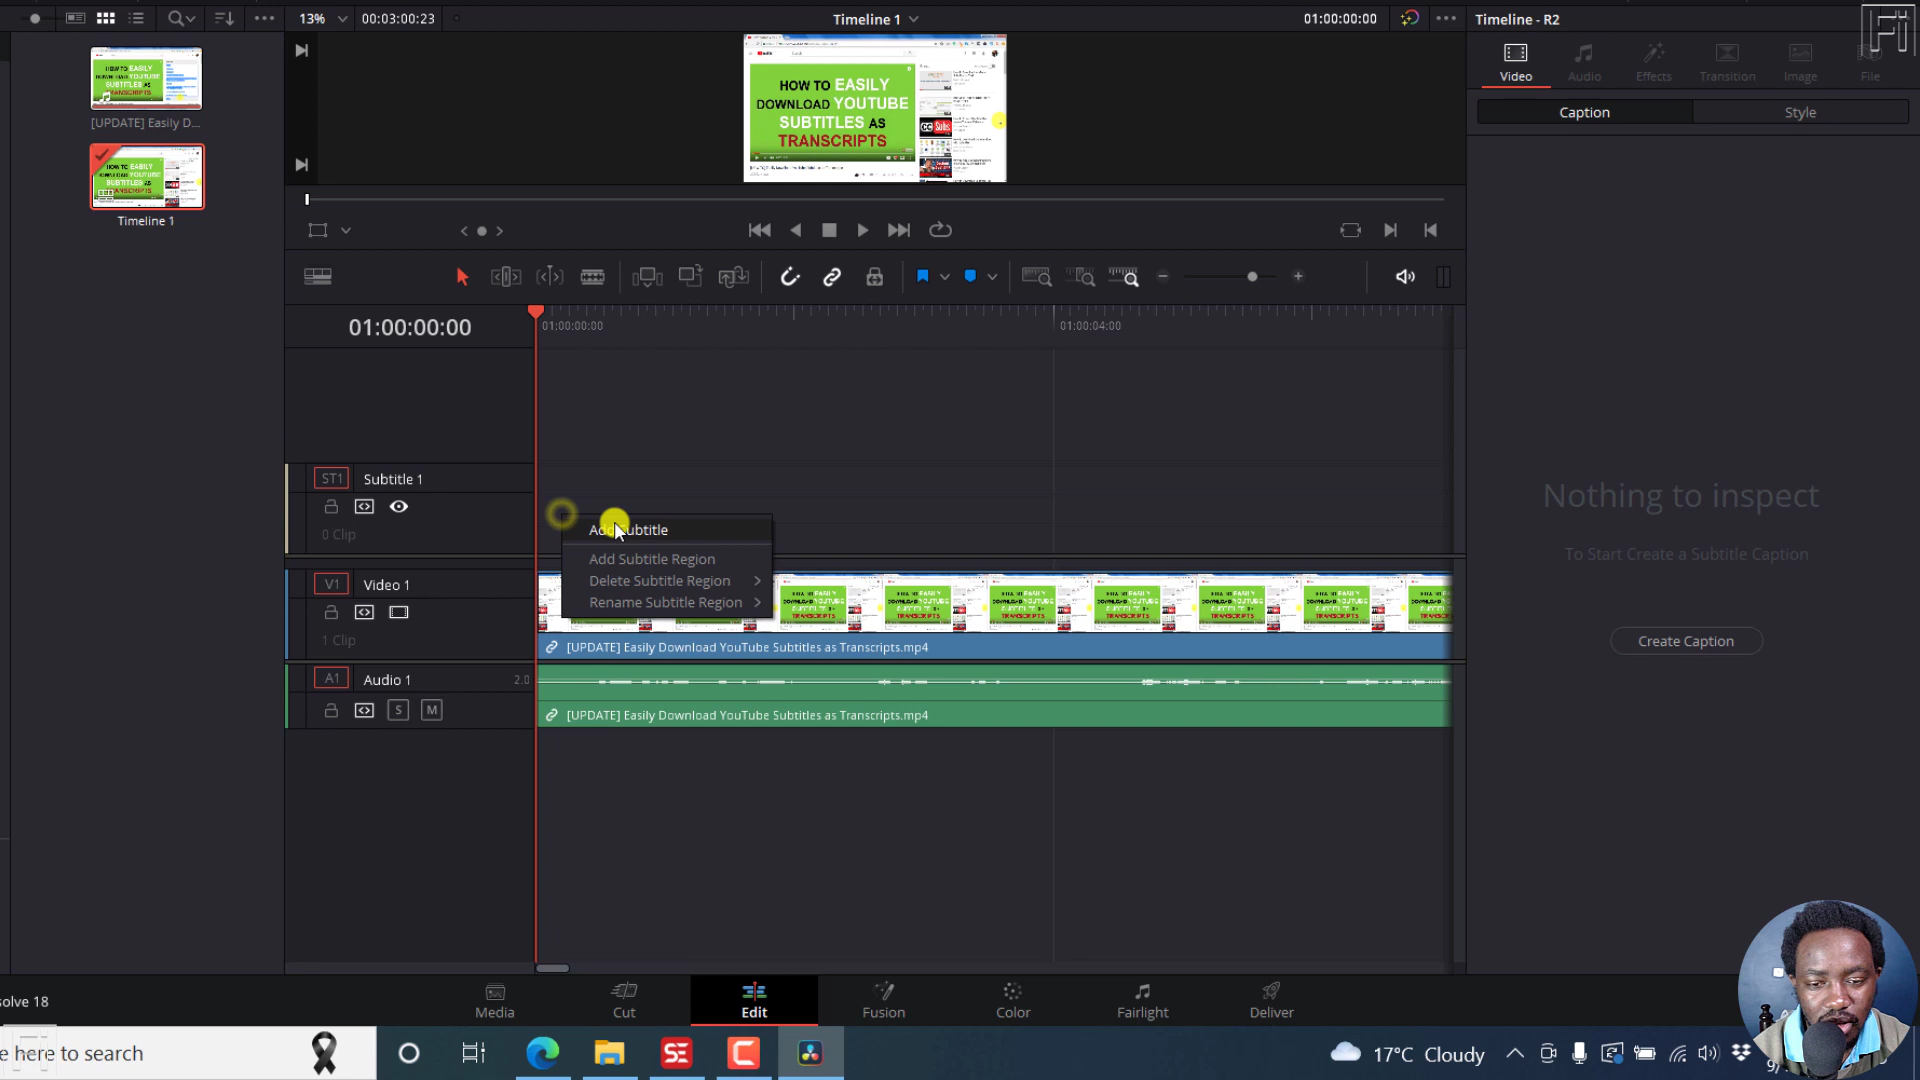 13%
00:03:00:23
Timeline 1
01:00:00:00
Timeline - R2
Video
Audio
Effects
Transition
Image
File
Caption
Style
[UPDATE] Easily D...
Timeline 1
HOW TO EASILY
DOWNLOAD YOUTUBE
SUBTITLES AS
TRANSCRIPTS
01:00:00:00
01:00:00:00
01:00:04:00
ST1
Subtitle 1
0 Clip
Add Subtitle
Add Subtitle Region
Delete Subtitle Region
Rename Subtitle Region
V1
Video 1
1 Clip
[UPDATE] Easily Download YouTube Subtitles as Transcripts.mp4
A1
Audio 1
2.0
S
M
[UPDATE] Easily Download YouTube Subtitles as Transcripts.mp4
Nothing to inspect
To Start Create a Subtitle Caption
Create Caption
solve 18
Media
Cut
Edit
Fusion
Color
Fairlight
Deliver
e here to search
SE
17°C Cloudy